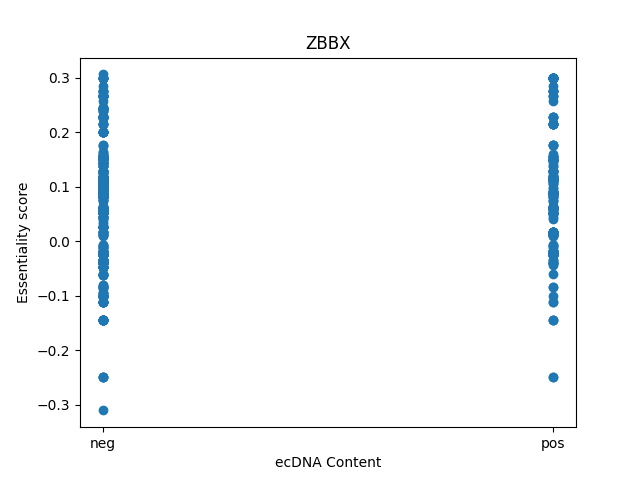 ZBBX
Essentiality score
0.3
0.2
0.1
0.0
−0.1
−0.2
−0.3
neg
pos
ecDNA Content